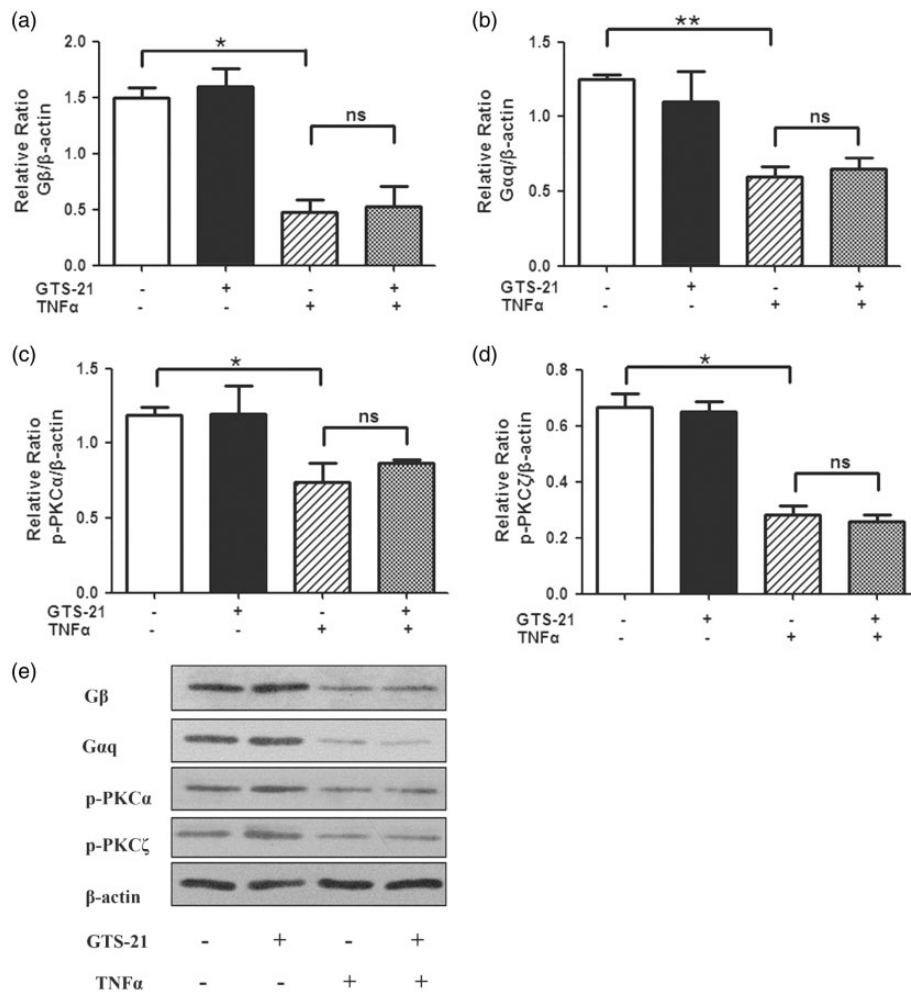 (a)
2.0
1.5
1.0
0.5
0.0
Relative Ratio
Gβ/β-actin
*
ns
GTS-21 - + - +
TNFα - - + +
(b)
1.5
1.0
0.5
0.0
Relative Ratio
Gαq/β-actin
**
ns
GTS-21 - + - +
TNFα - - + +
(c)
1.5
1.0
0.5
0.0
Relative Ratio
p-PKCα/β-actin
*
ns
GTS-21 - + - +
TNFα - - + +
(d)
0.8
0.6
0.4
0.2
0.0
Relative Ratio
p-PKCζ/β-actin
*
ns
GTS-21 - + - +
TNFα - - + +
(e)
Gβ
Gαq
p-PKCα
p-PKCζ
β-actin
GTS-21 - + - +
TNFα - - + +